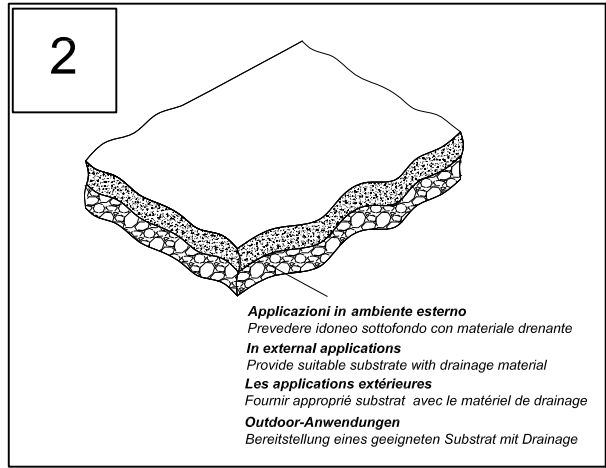 2
Applicazioni in ambiente esterno
Prevedere idoneo sottofondo con materiale drenante
In external applications
Provide suitable substrate with drainage material
Les applications extérieures
Fournir approprié substrat avec le matériel de drainage
Outdoor-Anwendungen
Bereitstellung eines geeigneten Substrat mit Drainage